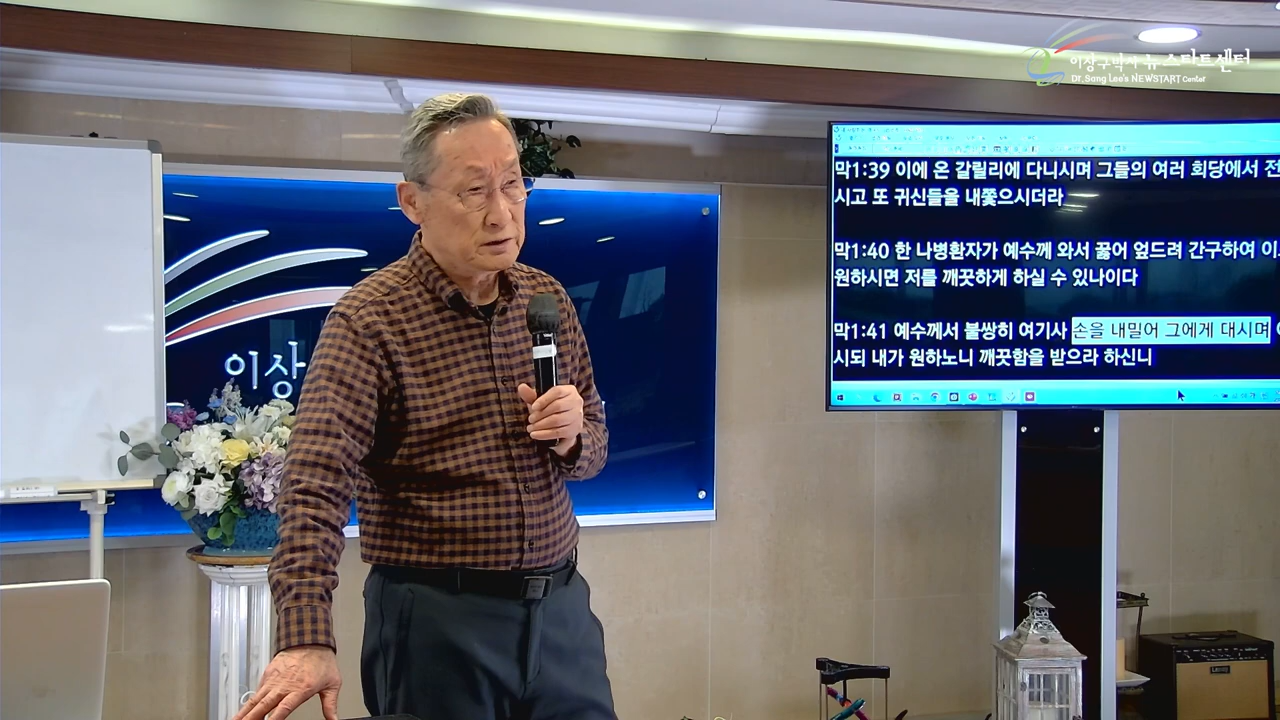 이상구박사 뉴스타트센터
Dr. Sang Lee's NEWSTART Center
막1:39 이에 온 갈릴리에 다니시며 그들의 여러 회당에서 전
시고 또 귀신들을 내쫓으시더라
막1:40 한 나병환자가 예수께 와서 꿇어 엎드려 간구하여 이
원하시면 저를 깨끗하게 하실 수 있나이다
막1:41 예수께서 불쌍히 여기사 손을 내밀어 그에게 대시며
시되 내가 원하노니 깨끗함을 받으라 하신니
이상